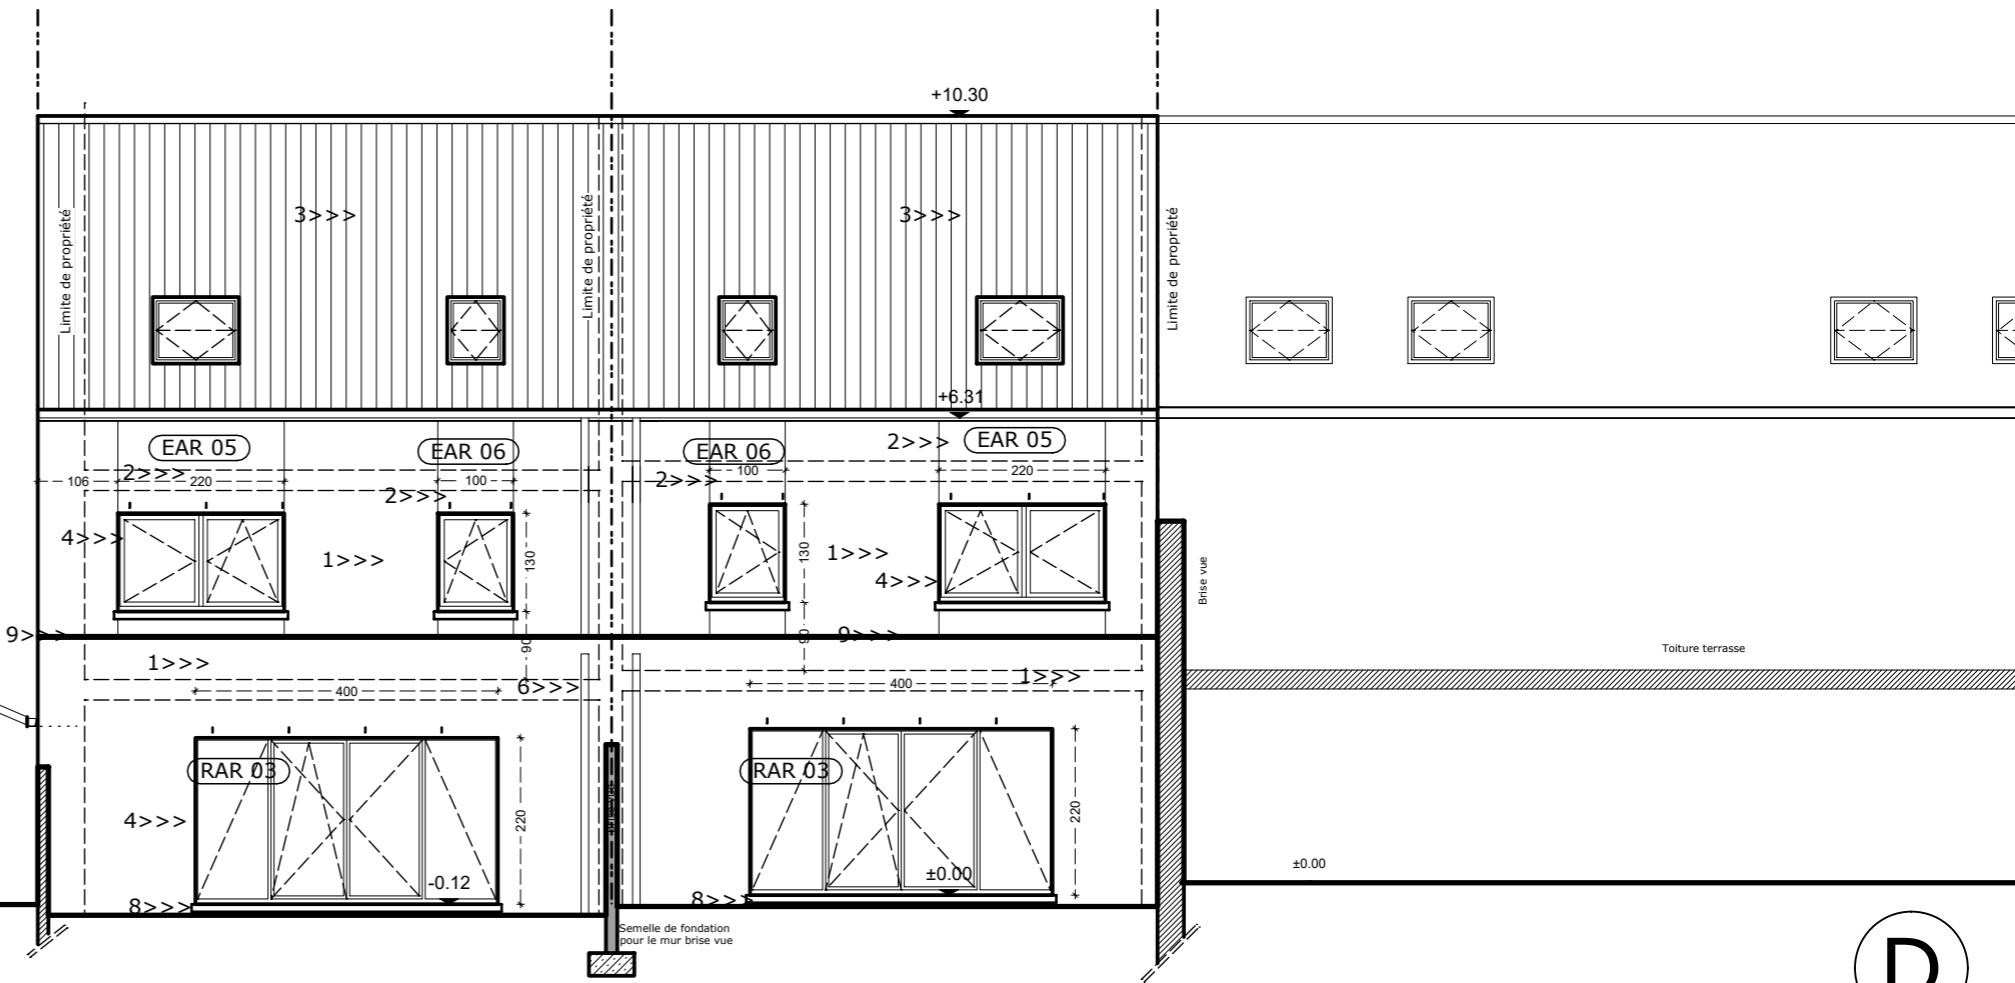 +10.30
Limite de propriété
3>>>
Limite de propriété
3>>>
Limite de propriété
+6.31
EAR 05
EAR 06
EAR 06
2>>>
EAR 05
106
2>>>
220
2>>>
100
2>>>
100
220
4>>>
1>>>
130
130
1>>>
4>>>
Brise vue
9>>>
90
90
9>>>
Toiture terrasse
1>>>
400
6>>>
400
1>>>
RAR 03
RAR 03
4>>>
220
220
-0.12
±0.00
±0.00
8>>>
8>>>
Semelle de fondation
pour le mur brise vue
D